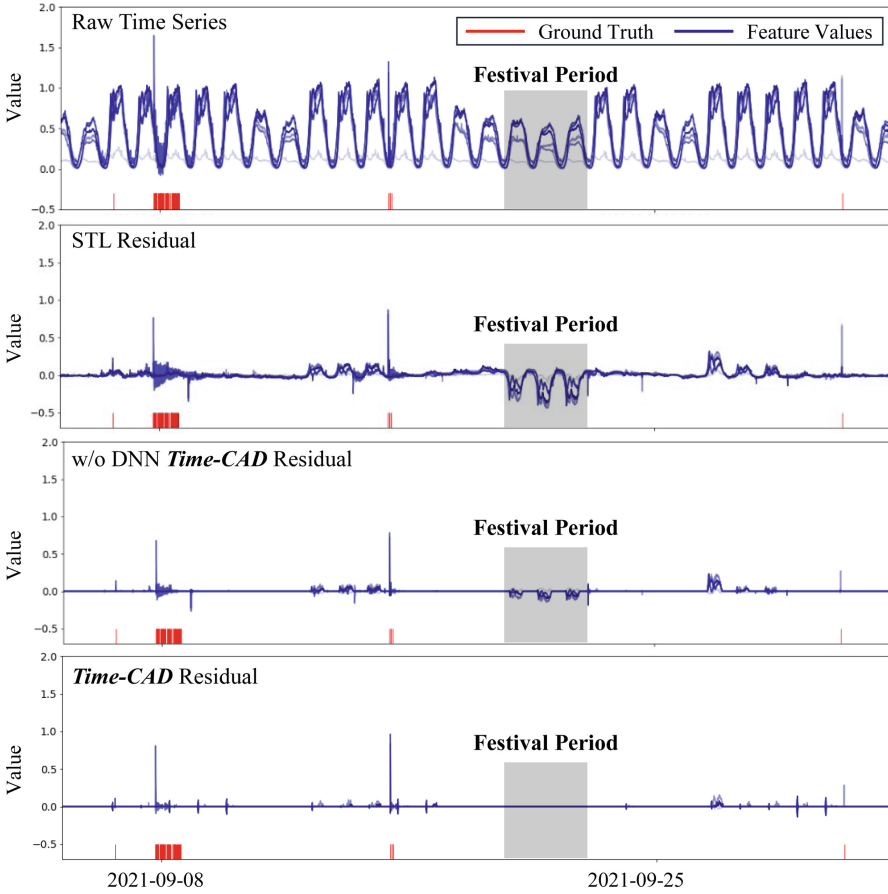 Raw Time Series
Ground Truth
Feature Values
Festival Period
Value
2.0
1.5
1.0
0.5
0.0
−0.5
STL Residual
Festival Period
Value
2.0
1.5
1.0
0.5
0.0
−0.5
w/o DNN Time-CAD Residual
Festival Period
Value
2.0
1.5
1.0
0.5
0.0
−0.5
Time-CAD Residual
Festival Period
Value
2.0
1.5
1.0
0.5
0.0
−0.5
2021-09-08
2021-09-25